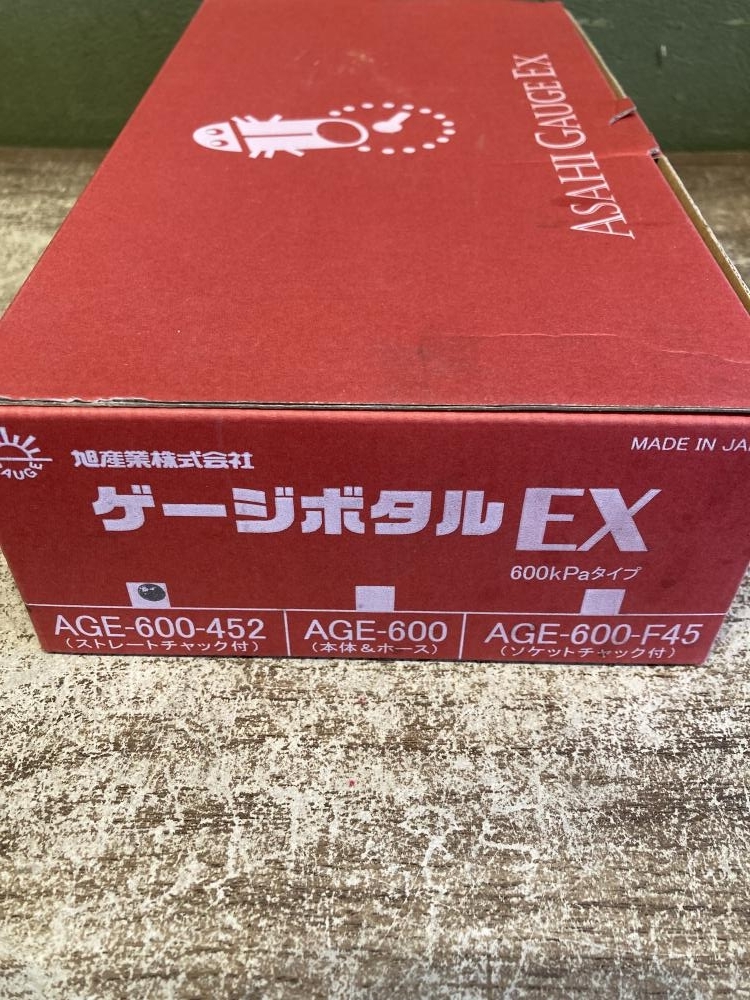 ASAHI GAUGE EX
AUGE
旭産業株式会社
MADE IN JA
ゲージボタルEX
600kPaタイプ
AGE-600-452
(ストレートチャック付)
AGE-600
(本体&ホース)
AGE-600-F45
(ソケットチャック付)